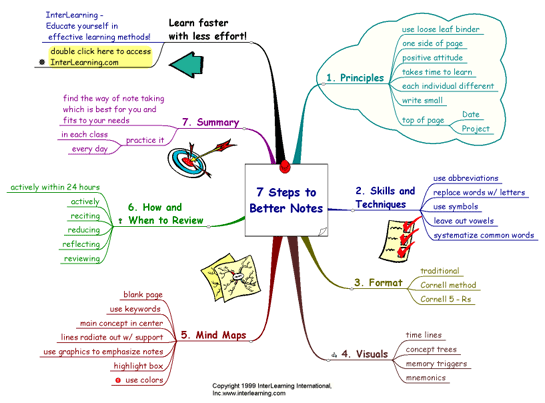 InterLearning -
Educate yourself in
effective learning methods!
double click here to access
InterLearning.com
Learn faster
with less effort!
7 Steps to
Better Notes
1. Principles
use loose leaf binder
one side of page
positive attitude
takes time to learn
each individual different
write small
top of page
Date
Project
2. Skills and
Techniques
use abbreviations
replace words w/ letters
use symbols
leave out vowels
systematize common words
3. Format
traditional
Cornell method
Cornell 5 - Rs
4. Visuals
time lines
concept trees
memory triggers
mnemonics
5. Mind Maps
blank page
use keywords
main concept in center
lines radiate out w/ support
use graphics to emphasize notes
highlight box
use colors
6. How and
When to Review
actively within 24 hours
actively
reciting
reducing
reflecting
reviewing
7. Summary
find the way of note taking
which is best for you and
fits to your needs
practice it
in each class
every day
Copyright 1999 InterLearning International,
Inc.www.interlearning.com